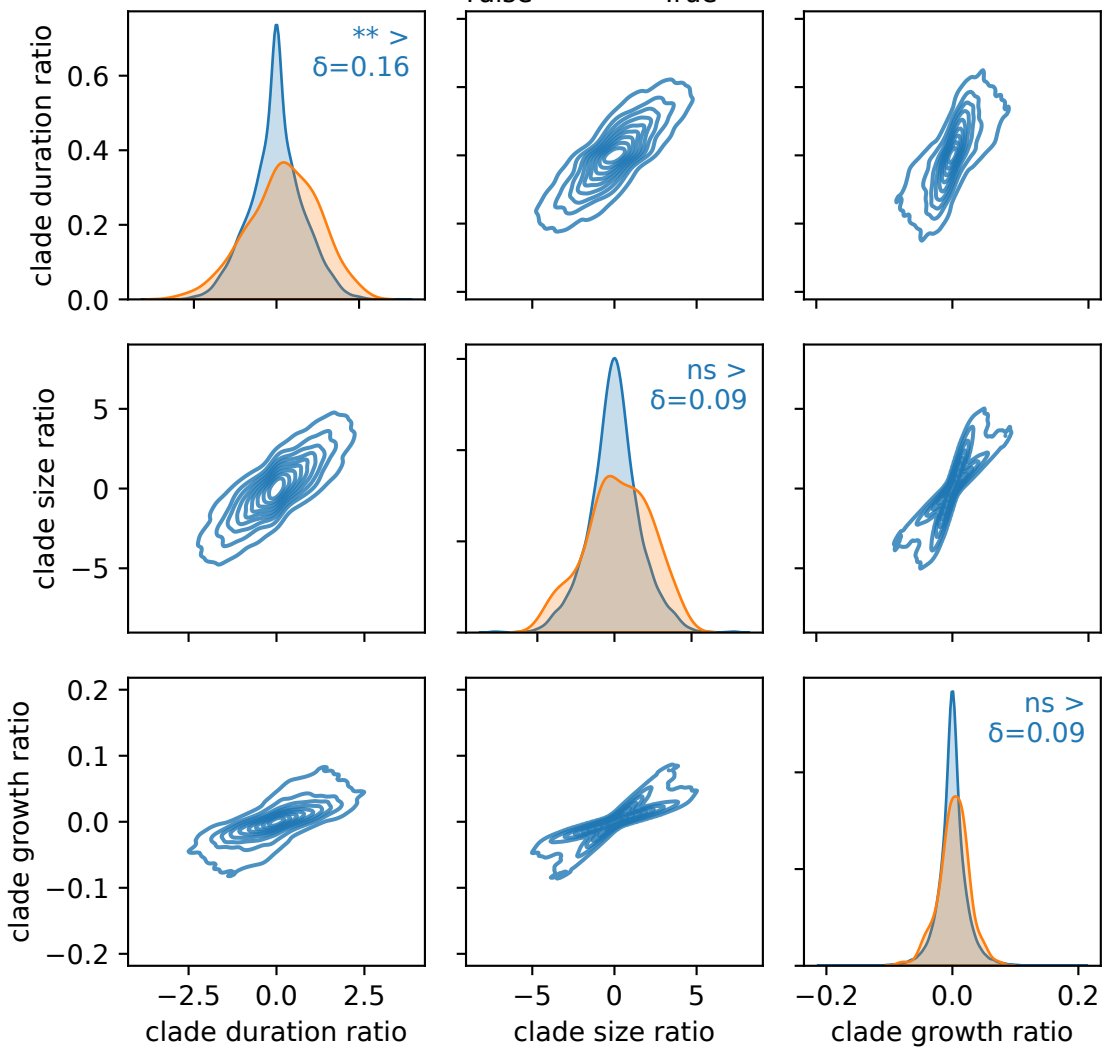 clade duration ratio
0.6
0.4
0.2
0.0
** >
δ=0.16
clade size ratio
5
0
−5
ns >
δ=0.09
clade growth ratio
0.2
0.1
0.0
−0.1
−0.2
ns >
δ=0.09
−2.5 0.0 2.5
−5 0 5
−0.2 0.0 0.2
clade duration ratio
clade size ratio
clade growth ratio